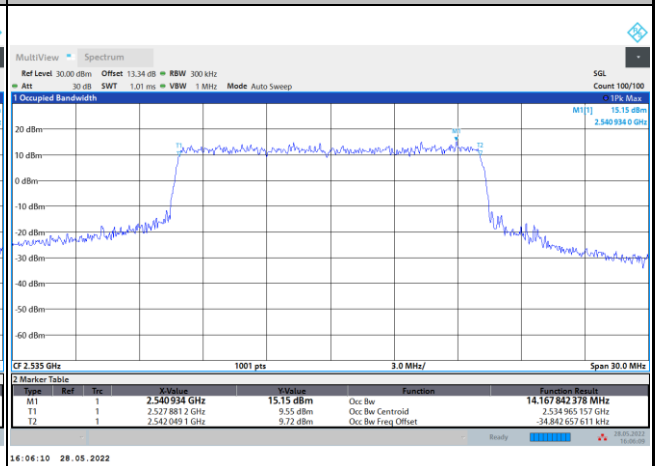 MultiView Spectrum
Ref Level 30.00 dBm Offset 13.34 dB RBW 300 kHz SGL
Att 30 dB SWT 1.01 ms VBW 1 MHz Mode Auto Sweep Count 100/100
1 Occupied Bandwidth 1Pk Max
M1[1] 15.15 dBm
2.540 934 0 GHz
20 dBm
M1
T1 T2
10 dBm
0 dBm
-10 dBm
-20 dBm
-30 dBm
-40 dBm
-50 dBm
-60 dBm
CF 2.535 GHz 1001 pts 3.0 MHz/ Span 30.0 MHz
2 Marker Table
Type Ref Trc X-Value Y-Value Function Function Result
M1 1 2.540 934 GHz 15.15 dBm Occ Bw 14.167 842 378 MHz
T1 1 2.527 881 2 GHz 9.55 dBm Occ Bw Centroid 2.534 965 157 GHz
T2 1 2.542 049 1 GHz 9.72 dBm Occ Bw Freq Offset -34.842 657 611 kHz
Ready 28.05.2022
16:06:09
16:06:10 28.05.2022